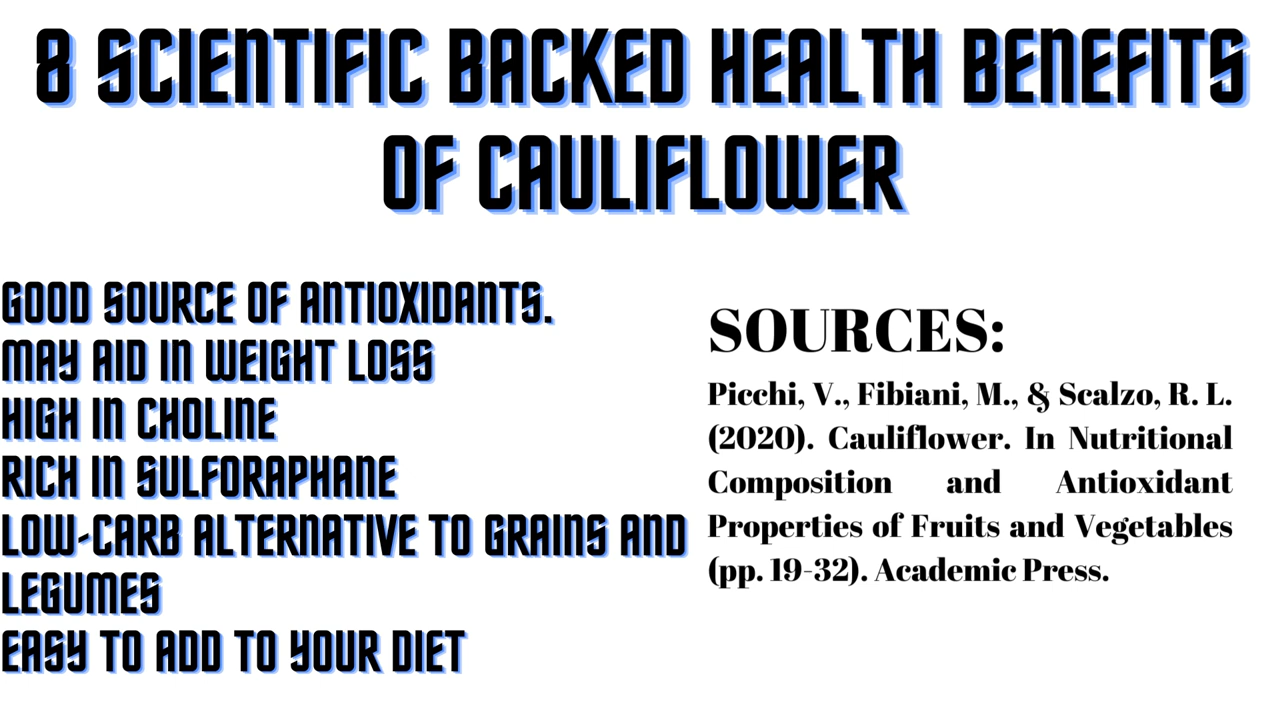 8 SCIENTIFIC BACKED HEALTH BENEFITS
OF CAULIFLOWER
GOOD SOURCE OF ANTIOXIDANTS.
MAY AID IN WEIGHT LOSS
HIGH IN CHOLINE
RICH IN SULFORAPHANE
LOW-CARB ALTERNATIVE TO GRAINS AND
LEGUMES
EASY TO ADD TO YOUR DIET
SOURCES:
Picchi, V., Fibiani, M., & Scalzo, R. L.
(2020). Cauliflower. In Nutritional
Composition and Antioxidant
Properties of Fruits and Vegetables
(pp. 19-32). Academic Press.